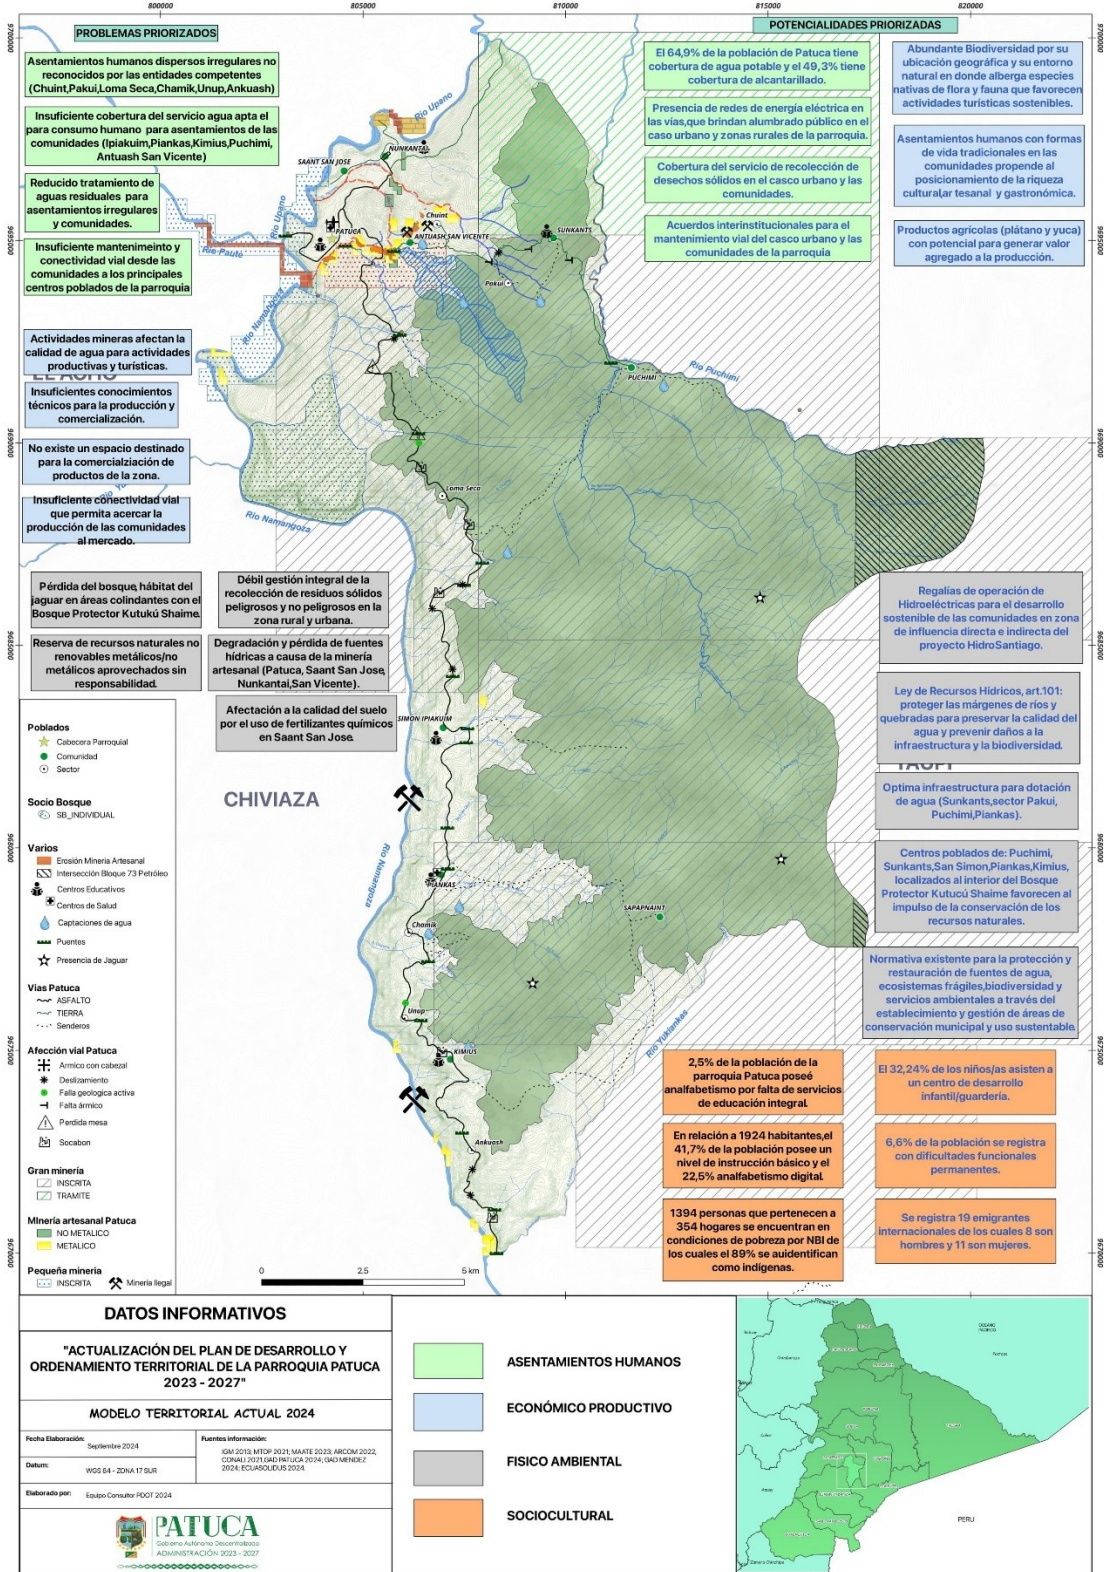 800000
805000
810000
815000
820000
PROBLEMAS PRIORIZADOS
Asentamientos humanos dispersos irregulares no
reconocidos por las entidades competentes
(Chuint,Pakui,Loma Seca,Chamik,Unup,Ankuash)
Insuficiente cobertura del servicio agua apta el
para consumo humano para asentamientos de las
comunidades (Ipiakuim,Piankas,Kimius,Puchimi,
Antuash San Vicente)
Reducido tratamiento de
aguas residuales para
asentamientos irregulares
y comunidades.
Insuficiente mantenimeinto y
conectividad vial desde las
comunidades a los principales
centros poblados de la parroquia
Actividades mineras afectan la
calidad de agua para actividades
productivas y turísticas.
Insuficientes conocimientos
técnicos para la producción y
comercialización.
No existe un espacio destinado
para la comercialziación de
productos de la zona.
Insuficiente conectividad vial
que permita acercar la
producción de las comunidades
al mercado.
Pérdida del bosque, hábitat del
jaguar en áreas colindantes con el
Bosque Protector Kutukú Shaime.
Débil gestión integral de la
recolección de residuos sólidos
peligrosos y no peligrosos en la
zona rural y urbana.
Reserva de recursos naturales no
renovables metálicos/no
metálicos aprovechados sin
responsabilidad.
Degradación y pérdida de fuentes
hídricas a causa de la minería
artesanal (Patuca, Saant San Jose,
Nunkantai,San Vicente).
Afectación a la calidad del suelo
por el uso de fertilizantes químicos
en Saant San Jose.
POTENCIALIDADES PRIORIZADAS
El 64,9% de la población de Patuca tiene
cobertura de agua potable y el 49,3% tiene
cobertura de alcantarillado.
Presencia de redes de energía eléctrica en
las vías,que brindan alumbrado público en el
caso urbano y zonas rurales de la parroquia.
Cobertura del servicio de recolección de
desechos sólidos en el casco urbano y las
comunidades.
Acuerdos interinstitucionales para el
mantenimiento vial del casco urbano y las
comunidades de la parroquia
Abundante Biodiversidad por su
ubicación geográfica y su entorno
natural en donde alberga especies
nativas de flora y fauna que favorecen
actividades turísticas sostenibles.
Asentamientos humanos con formas
de vida tradicionales en las
comunidades propende al
posicionamiento de la riqueza
cultural,ar tesanal y gastronómica.
Productos agrícolas (plátano y yuca)
con potencial para generar valor
agregado a la producción.
Regalías de operación de
Hidroeléctricas para el desarrollo
sostenible de las comunidades en zona
de influencia directa e indirecta del
proyecto HidroSantiago.
Ley de Recursos Hídricos, art.101:
proteger las márgenes de ríos y
quebradas para preservar la calidad del
agua y prevenir daños a la
infraestructura y la biodiversidad.
Optima infraestructura para dotación
de agua (Sunkants,sector Pakui,
Puchimi,Piankas).
Centros poblados de: Puchimi,
Sunkants,San Simon,Piankas,Kimius,
localizados al interior del Bosque
Protector Kutucú Shaime favorecen al
impulso de la conservación de los
recursos naturales.
Normativa existente para la protección y
restauración de fuentes de agua,
ecosistemas frágiles,biodiversidad y
servicios ambientales a través del
establecimiento y gestión de áreas de
conservación municipal y uso sustentable.
2,5% de la población de la
parroquia Patuca poseé
analfabetismo por falta de servicios
de educación integral.
El 32,24% de los niños/as asisten a
un centro de desarrollo
infantil/guardería.
En relación a 1924 habitantes,el
41,7% de la población posee un
nivel de instrucción básico y el
22,5% analfabetismo digital.
6,6% de la población se registra
con dificultades funcionales
permanentes.
1394 personas que pertenecen a
354 hogares se encuentran en
condiciones de pobreza por NBI de
los cuales el 89% se auidentifican
como indígenas.
Se registra 19 emigrantes
internacionales de los cuales 8 son
hombres y 11 son mujeres.
Río Upano
NUNKANTAI
SAANT SAN JOSE
Río Upano
Chuint
PATUCA
ANTUASH SAN VICENTE
SUNKANTS
Río Paute
Pakui
Río Namangoza
PUCHIMI
Río Puchimi
Loma Seca
Río Namangoza
SIMON IPIAKUIM
CHIVIAZA
Río Namangoza
PIANKAS
Chamik
SAPAPNAINT
Unup
KIMIUS
Río Yukiankas
Ankuash
9700000
9695000
9690000
9685000
9680000
9675000
9670000
0 2.5 5 km
Poblados
Cabecera Parroquial
Comunidad
Sector
Socio Bosque
SB_INDIVIDUAL
Varios
Erosión Mineria Artesanal
Intersección Bloque 73 Petróleo
Centros Educativos
Centros de Salud
Captaciones de agua
Puentes
Presencia de Jaguar
Vias Patuca
ASFALTO
TIERRA
Senderos
Afección vial Patuca
Armico con cabezal
Deslizamiento
Falla geologica activa
Falta ármico
Perdida mesa
Socabon
Gran minería
INSCRITA
TRAMITE
MInería artesanal Patuca
NO METALICO
METALICO
Pequeña mineria
INSCRITA
Mineria Ilegal
DATOS INFORMATIVOS
"ACTUALIZACIÓN DEL PLAN DE DESARROLLO Y
ORDENAMIENTO TERRITORIAL DE LA PARROQUIA PATUCA
2023 - 2027"
MODELO TERRITORIAL ACTUAL 2024
Fecha Elaboración:
Septiembre 2024
Datum:
WGS 84 - ZONA 17 SUR
Fuentes información:
IGM 2013; MTOP 2021; MAATE 2023; ARCOM 2022,
CONALI 2021,GAD PATUCA 2024; GAD MENDEZ
2024; ECUASOLIDUS 2024.
Elaborado por: Equipo Consultor PDOT 2024
PATUCA
Gobierno Autónomo Descentralizado
ADMINISTRACIÓN 2023 - 2027
ASENTAMIENTOS HUMANOS
ECONÓMICO PRODUCTIVO
FISICO AMBIENTAL
SOCIOCULTURAL
OCEANO
PACIFICO
PERU